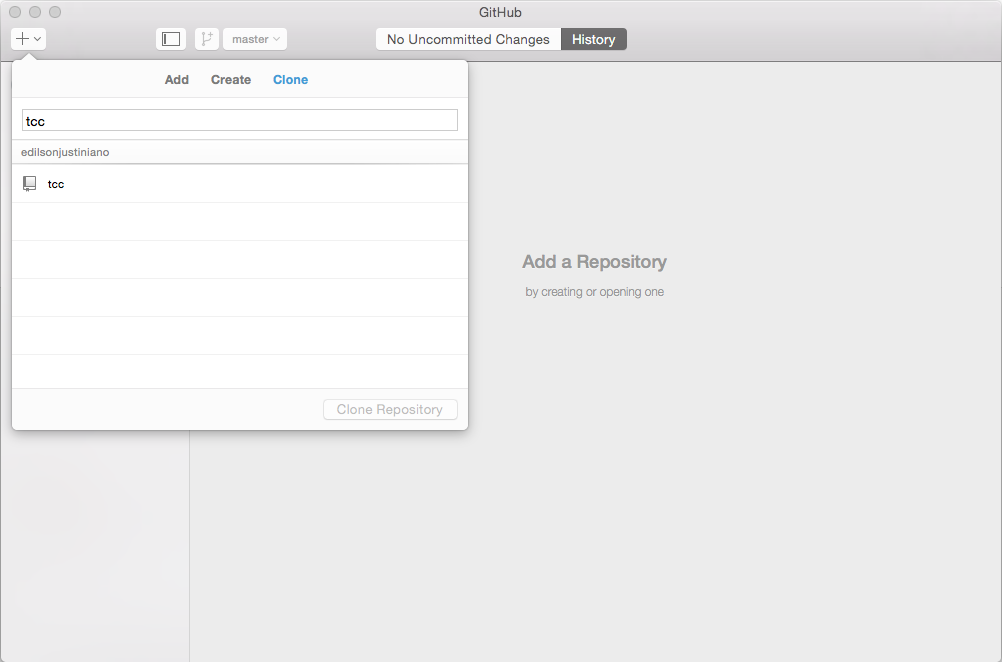 GitHub
master
No Uncommitted Changes
History
Add Create Clone
tcc
edilsonjustiniano
tcc
Clone Repository
Add a Repository
by creating or opening one